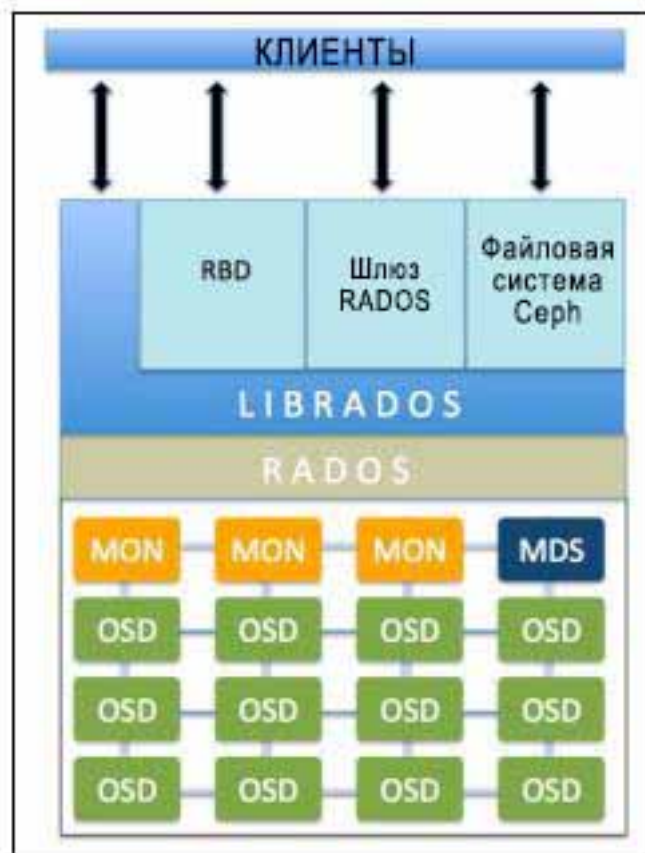 КЛИЕНТЫ
RBD
Шлюз
RADOS
Файловая
система
Ceph
LIBRADOS
RADOS
MON MON MON MDS
OSD OSD OSD OSD
OSD OSD OSD OSD
OSD OSD OSD OSD